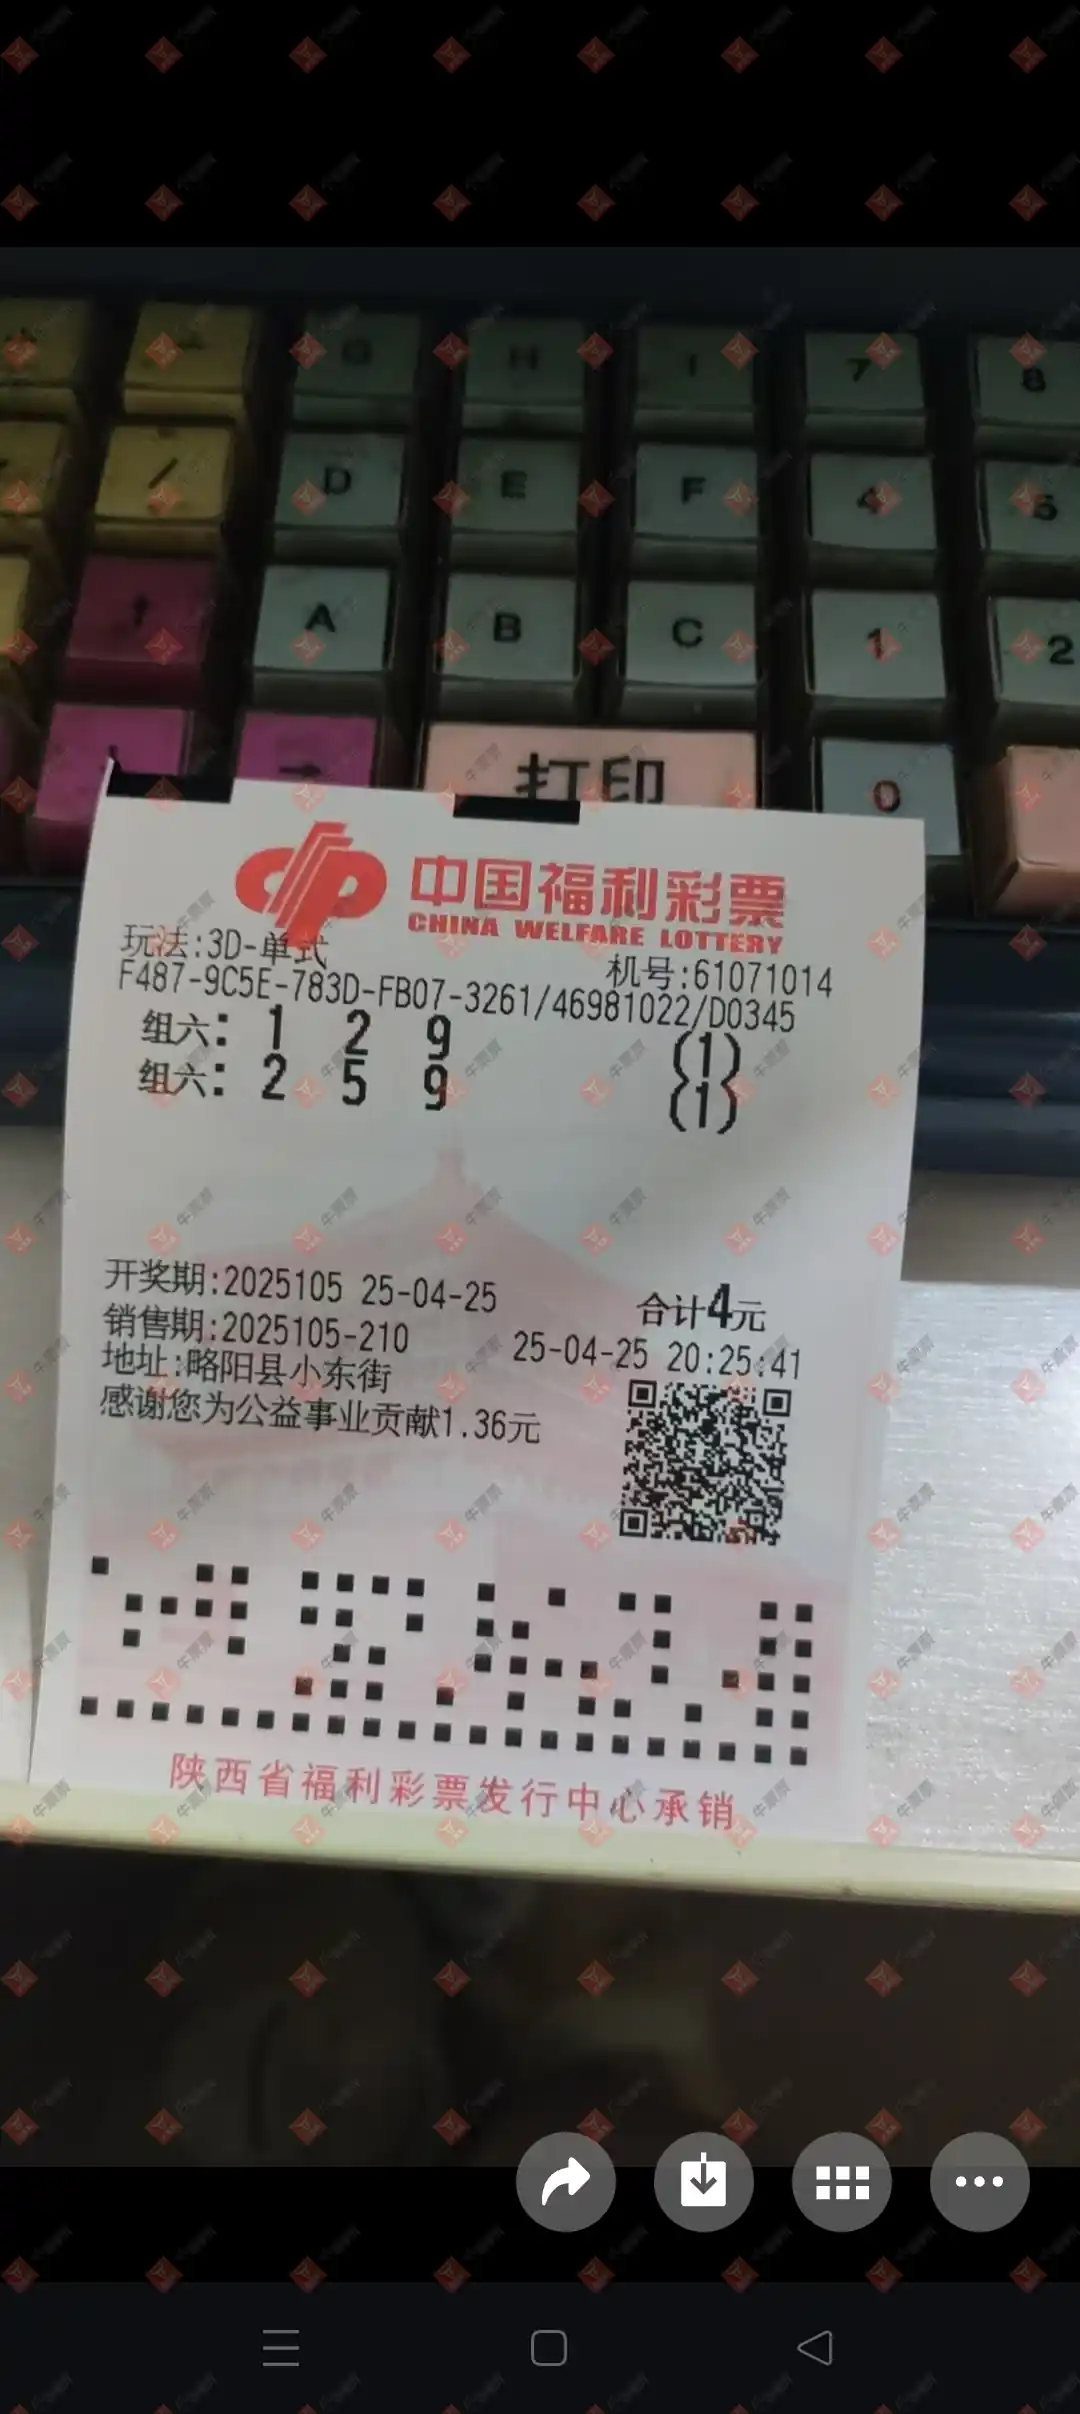 G H I 7 8
/ D E F 4 5
↑ A B C 1 2
→ 打印 0
中国福利彩票
CHINA WELFARE LOTTERY
玩法:3D-单式
机号:61071014
F487-9C5E-783D-FB07-3261/46981022/D0345
组六: 1 2 9 (1)
组六: 2 5 9 (1)
开奖期:2025105 25-04-25
合计4元
销售期:2025105-210 25-04-25 20:25:41
地址:略阳县小东街
感谢您为公益事业贡献1.36元
陕西省福利彩票发行中心承销
牛票票